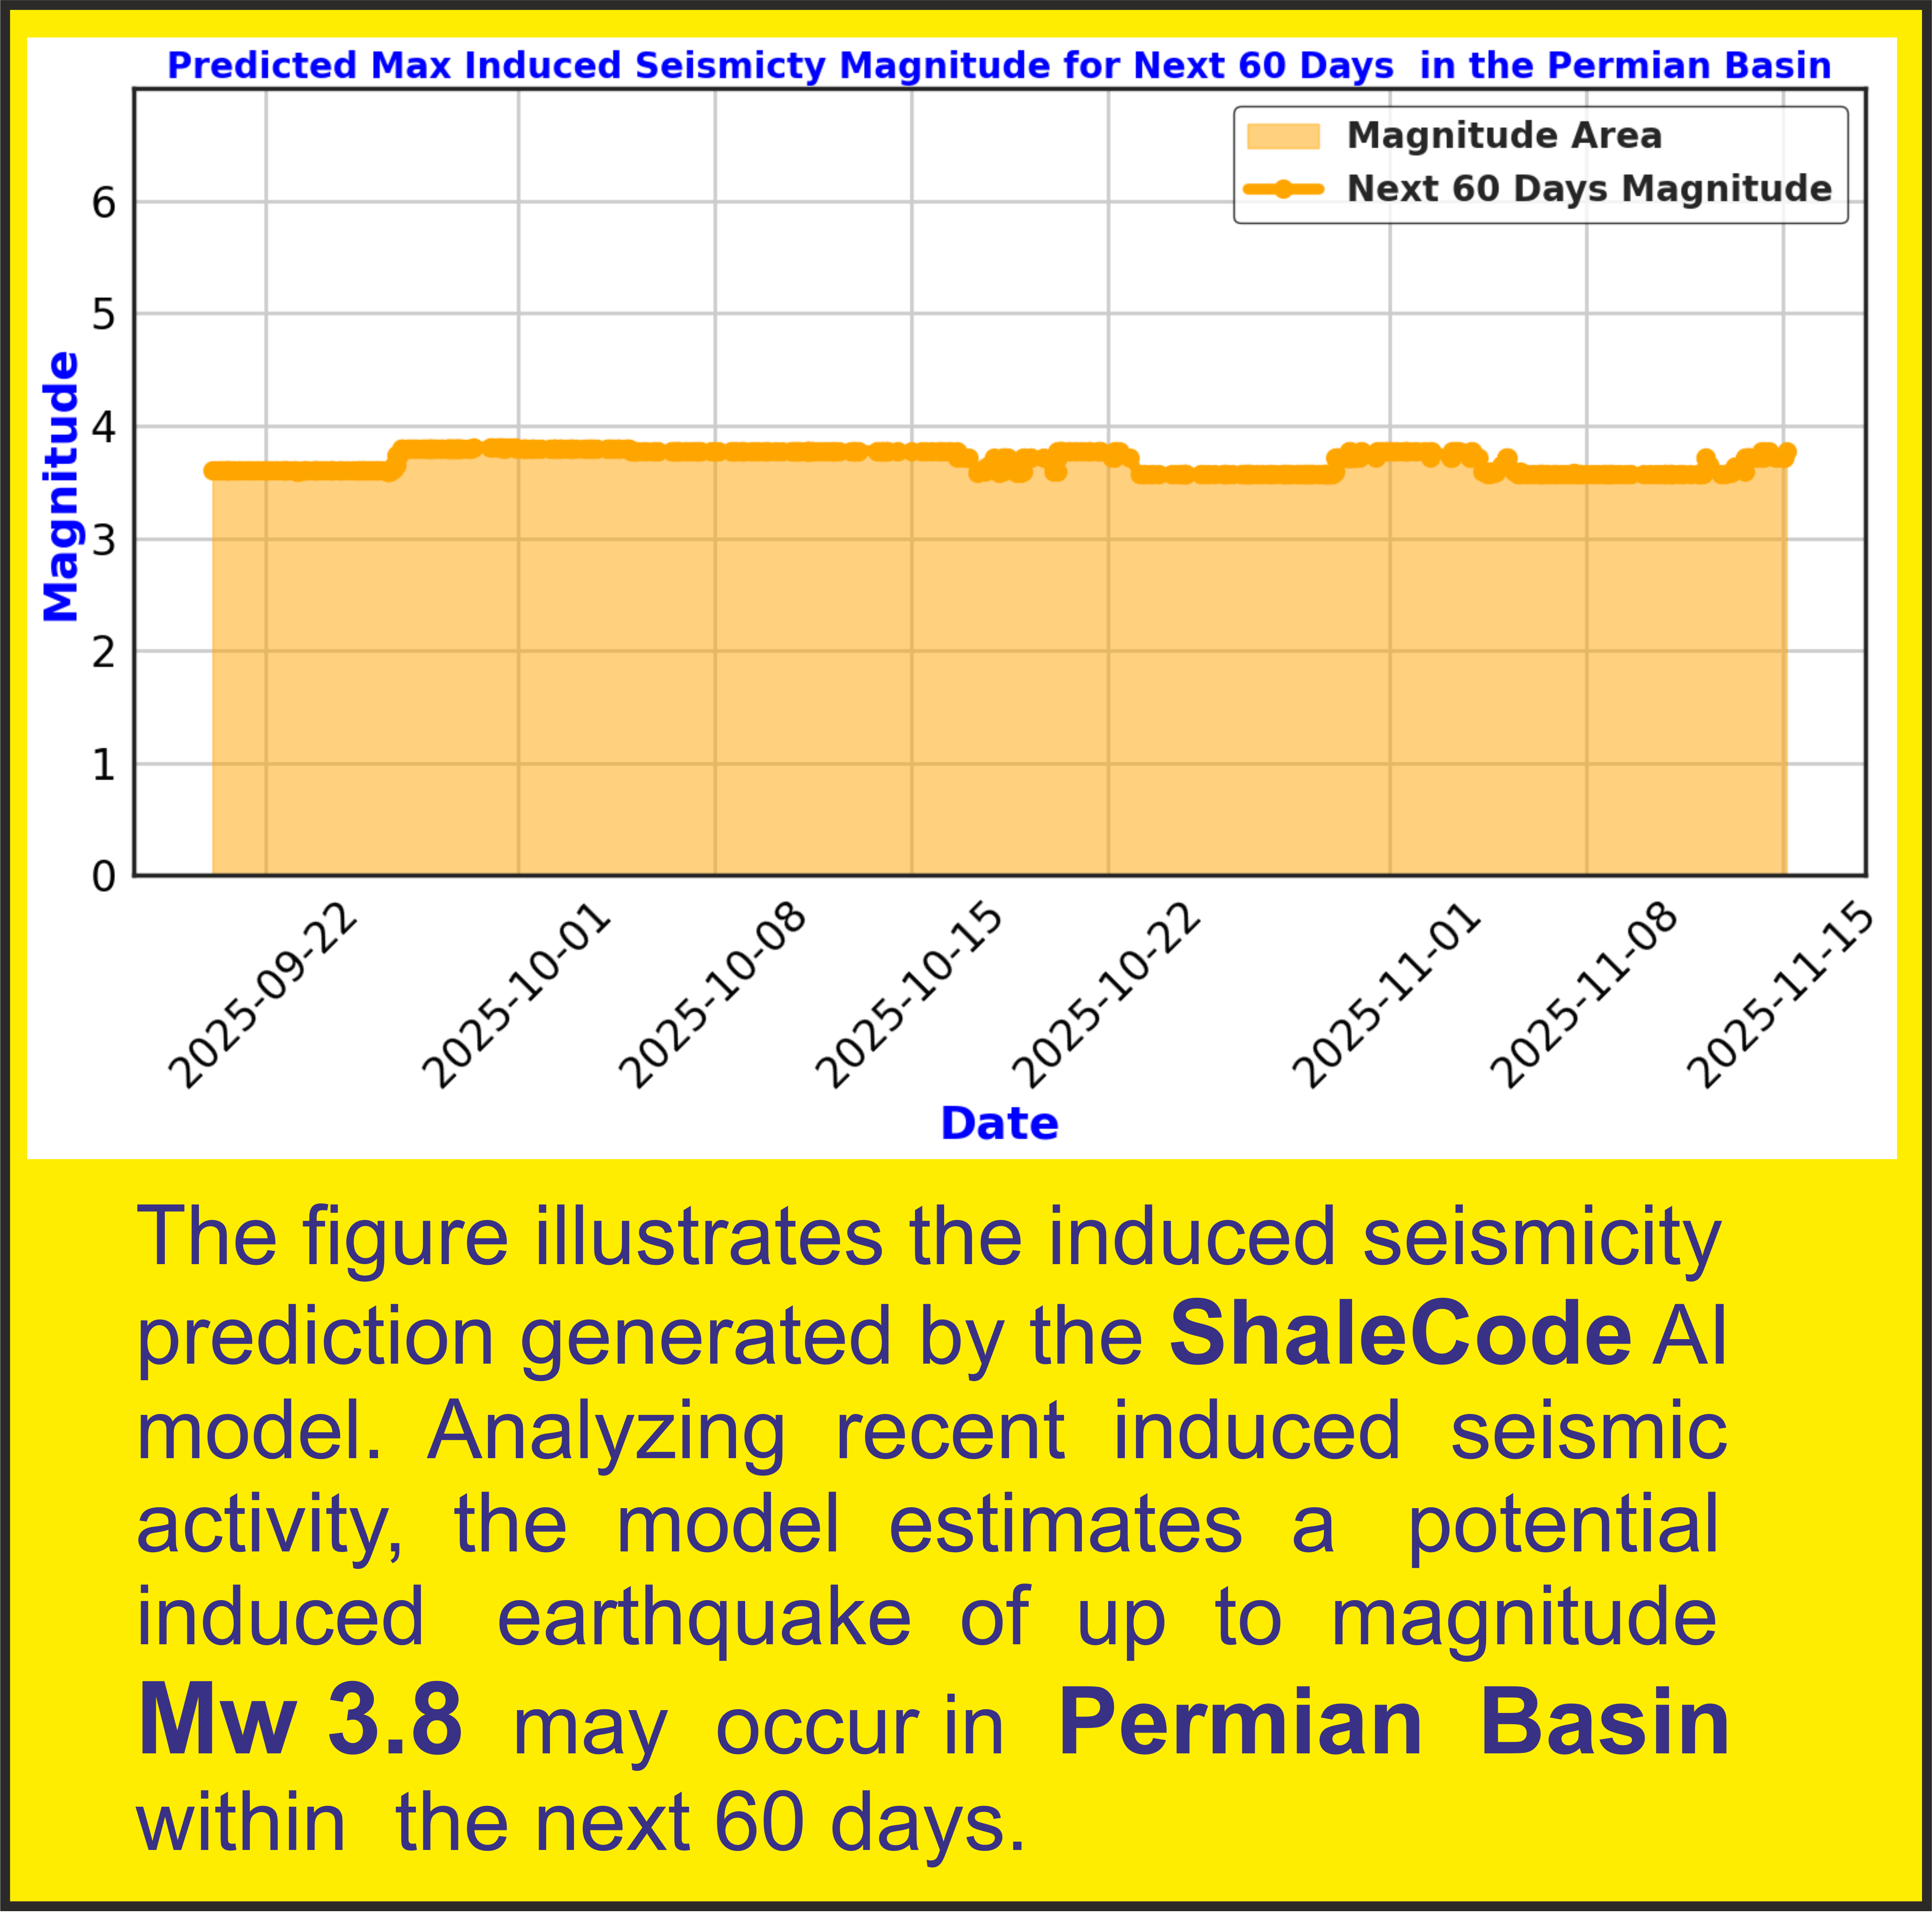 Predicted Max Induced Seismicty Magnitude for Next 60 Days in the Permian Basin
Magnitude Area
Next 60 Days Magnitude
Magnitude
6
5
4
3
2
1
0
2025-09-22
2025-10-01
2025-10-08
2025-10-15
2025-10-22
2025-11-01
2025-11-08
2025-11-15
Date
The figure illustrates the induced seismicity
prediction generated by the ShaleCode AI
model. Analyzing recent induced seismic
activity, the model estimates a potential
induced earthquake of up to magnitude
Mw 3.8 may occur in Permian Basin
within the next 60 days.